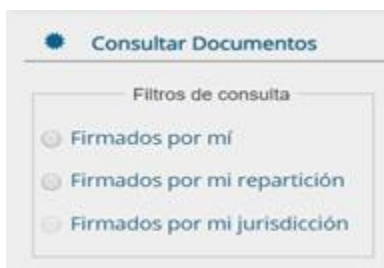 Consultar Documentos
Filtros de consulta
Firmados por mí
Firmados por mi repartición
Firmados por mi jurisdicción